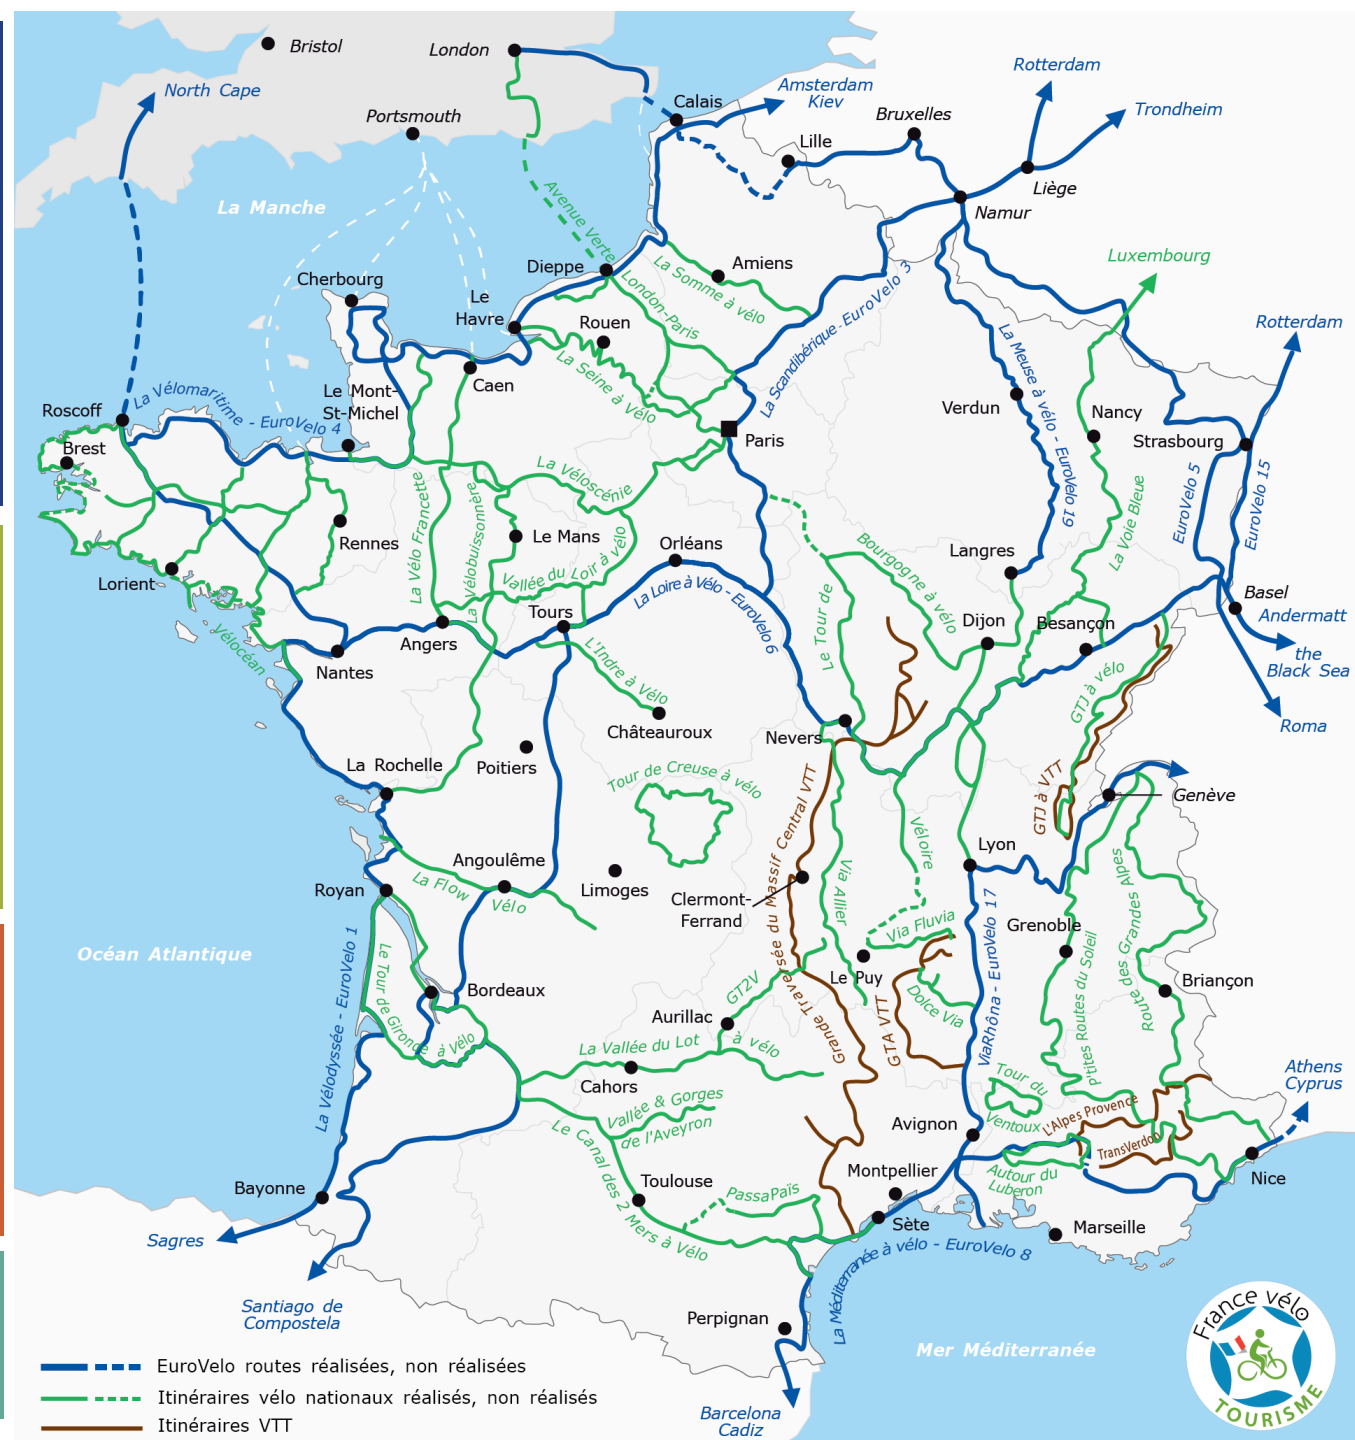 Bristol
London
North Cape
Portsmouth
Calais
Amsterdam
Kiev
Rotterdam
Trondheim
Bruxelles
Lille
Liège
Namur
La Manche
Avenue Verte
London-Paris
Luxembourg
Cherbourg
Dieppe
Amiens
La Somme à vélo
Le
Havre
Rouen
La Scandibérique - EuroVelo 3
Rotterdam
La Seine à Vélo
Caen
Le Mont-
St-Michel
La Vélomaritime - EuroVelo 4
Roscoff
Brest
Paris
Verdun
La Meuse à vélo - EuroVelo 19
Nancy
Strasbourg
La Véloscénie
La Vélo Francette
La Vélobuissonnère
Le Mans
Rennes
Lorient
Vallée du Loir à vélo
Orléans
La Loire à Vélo - EuroVelo 6
Langres
La Voie Bleue
EuroVelo 5
EuroVelo 15
Bourgogne à vélo
Le Tour de
Basel
Andermatt
the
Black Sea
Roma
Dijon
Besançon
Tours
Angers
Nantes
Vélocéan
L'Indre à Vélo
Châteauroux
Nevers
GTJ à vélo
GTJ à VTT
La Rochelle
Poitiers
Tour de Creuse à vélo
Genève
Grande Traversée du Massif Central VTT
Véloire
Via Allier
Lyon
Angoulême
La Flow Vélo
Royan
Limoges
Clermont-
Ferrand
Via Fluvia
Grenoble
Océan Atlantique
La Vélodyssée - EuroVelo 1
Le Tour de Gironde à Vélo
Bordeaux
Le Puy
GT2V
à vélo
Dolce Via
GTA VTT
ViaRhôna - EuroVelo 17
P'tites Routes du Soleil
Route des Grandes Alpes
Briançon
Aurillac
La Vallée du Lot
Cahors
Athens
Cyprus
Tour du
Ventoux
L'Alpes Provence
TransVerdon
Vallée & Gorges
de l'Aveyron
Le Canal des 2 Mers à Vélo
Avignon
Autour du
Luberon
Nice
Toulouse
PassaPaïs
Montpellier
Sète
Marseille
Bayonne
Sagres
La Méditerranée à vélo - EuroVelo 8
Santiago de
Compostela
Perpignan
Mer Méditerranée
Barcelona
Cadiz
EuroVelo routes réalisées, non réalisées
Itinéraires vélo nationaux réalisés, non réalisés
Itinéraires VTT
France vélo
TOURISME